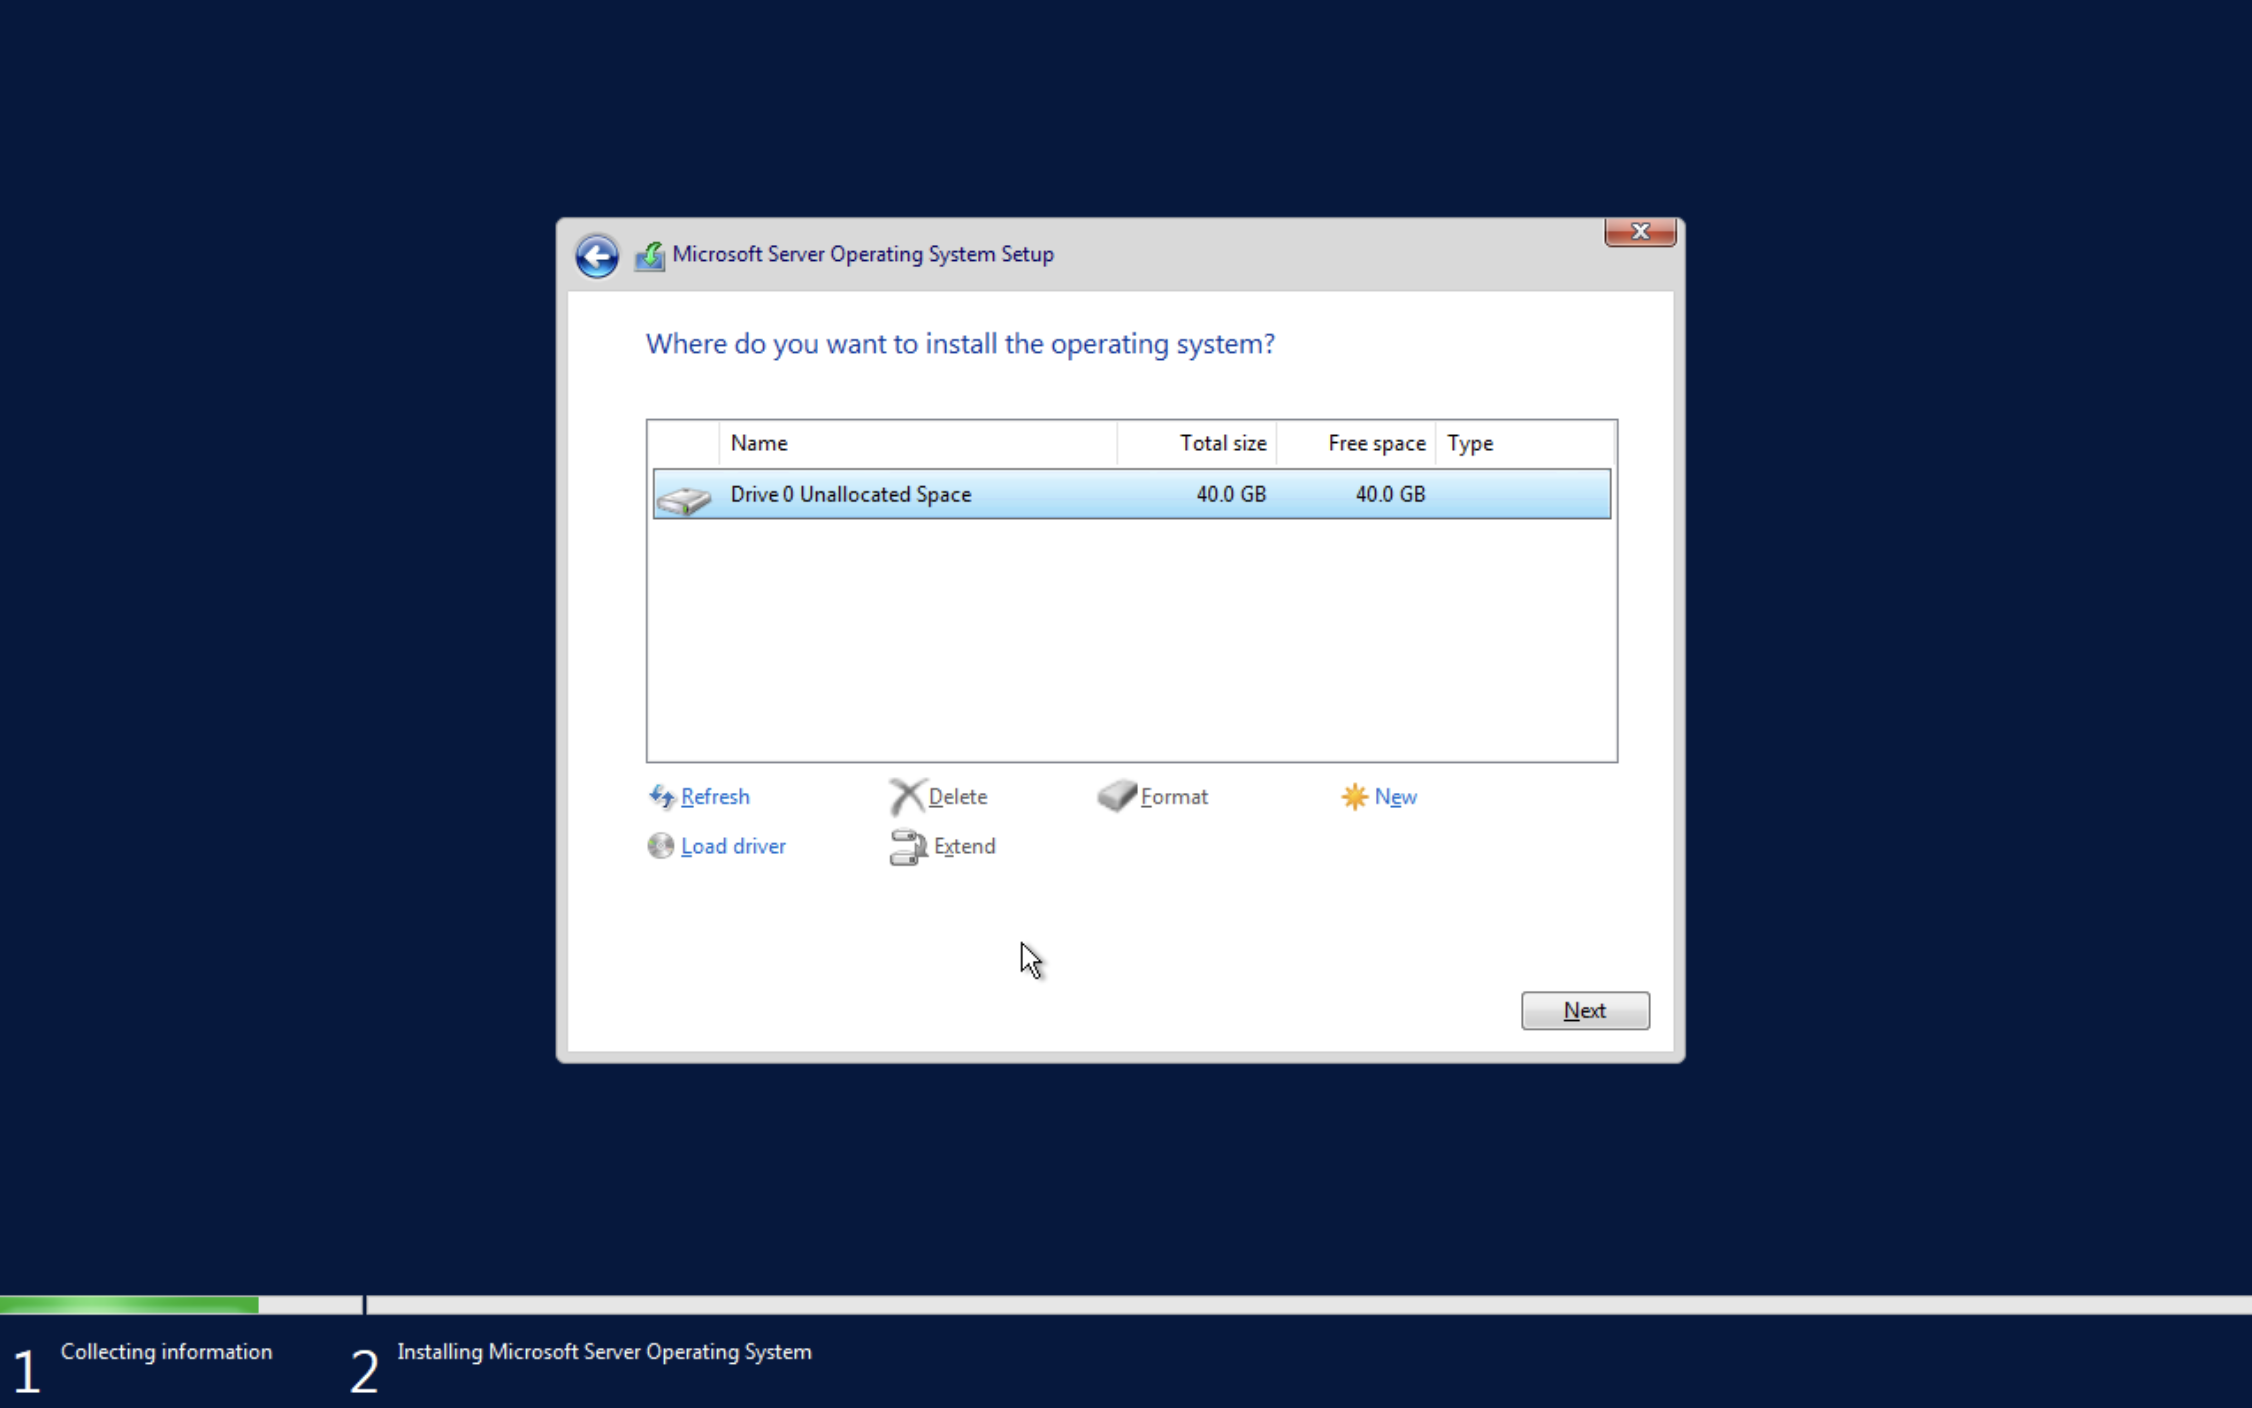 Microsoft Server Operating System Setup
X
Where do you want to install the operating system?
Name Total size Free space Type
Drive 0 Unallocated Space 40.0 GB 40.0 GB
Refresh Delete Format New
Load driver Extend
Next
1 Collecting information 2 Installing Microsoft Server Operating System